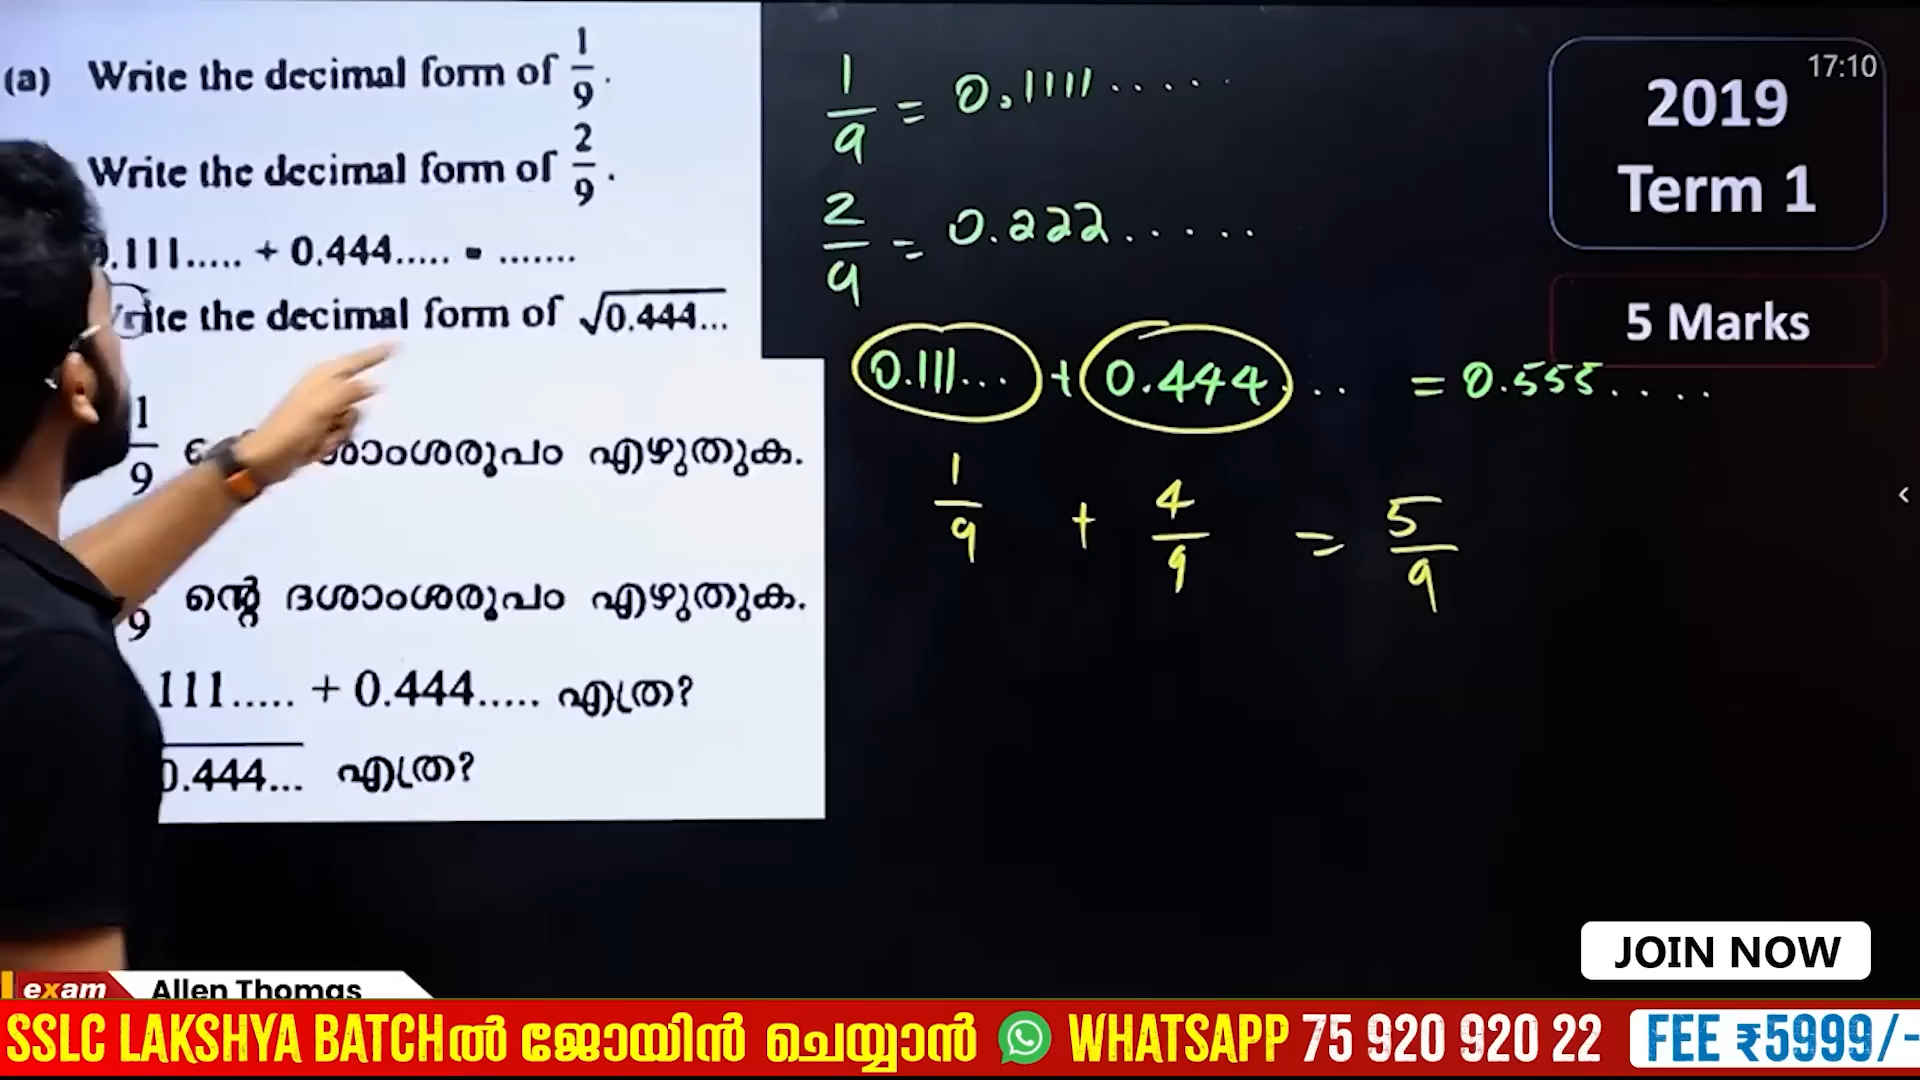 (a) Write the decimal form of 1/9.
Write the decimal form of 2/9.
.111..... + 0.444..... = .......
Write the decimal form of √0.444...
1/9 ശാംശരൂപം എഴുതുക.
9 ന്റെ ദശാംശരൂപം എഴുതുക.
111..... + 0.444..... എത്ര?
0.444... എത്ര?
1/9 = 0.1111.....
2/9 = 0.222.....
0.111... + 0.444... = 0.555....
1/9 + 4/9 = 5/9
17:10
2019
Term 1
5 Marks
JOIN NOW
exam Allen Thomas
SSLC LAKSHYA BATCHൽ ജോയിൻ ചെയ്യാൻ WHATSAPP 75 920 920 22 FEE ₹5999/-